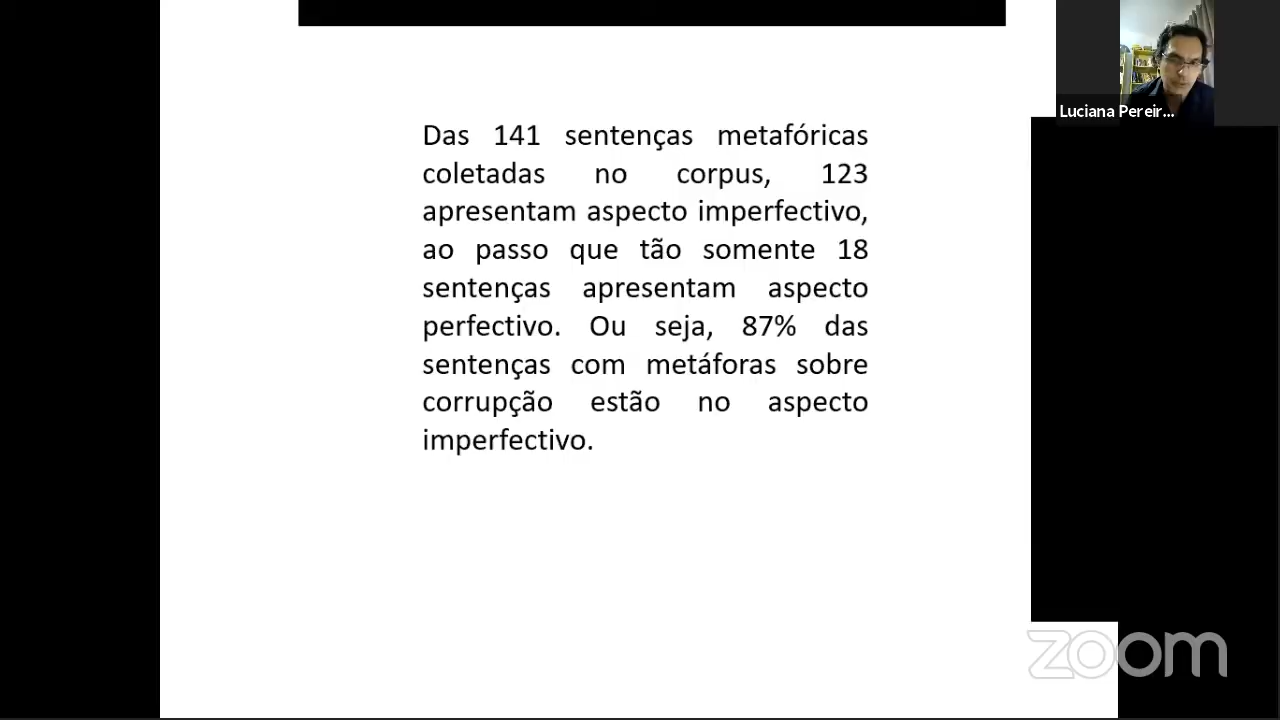 Luciana Pereir...
Das 141 sentenças metafóricas
coletadas no corpus, 123
apresentam aspecto imperfectivo,
ao passo que tão somente 18
sentenças apresentam aspecto
perfectivo. Ou seja, 87% das
sentenças com metáforas sobre
corrupção estão no aspecto
imperfectivo.
zoom